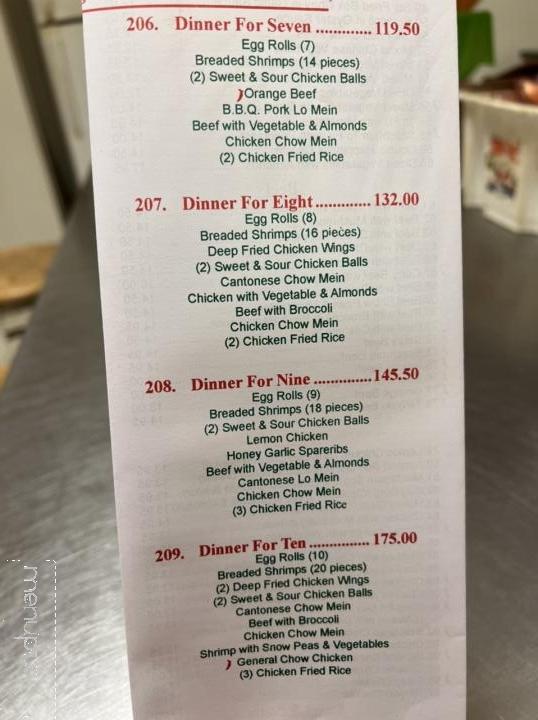 206. Dinner For Seven ............. 119.50
Egg Rolls (7)
Breaded Shrimps (14 pieces)
(2) Sweet & Sour Chicken Balls
Orange Beef
B.B.Q. Pork Lo Mein
Beef with Vegetable & Almonds
Chicken Chow Mein
(2) Chicken Fried Rice
207. Dinner For Eight ............. 132.00
Egg Rolls (8)
Breaded Shrimps (16 pieces)
Deep Fried Chicken Wings
(2) Sweet & Sour Chicken Balls
Cantonese Chow Mein
Chicken with Vegetable & Almonds
Beef with Broccoli
Chicken Chow Mein
(2) Chicken Fried Rice
208. Dinner For Nine .............. 145.50
Egg Rolls (9)
Breaded Shrimps (18 pieces)
(2) Sweet & Sour Chicken Balls
Lemon Chicken
Honey Garlic Spareribs
Beef with Vegetable & Almonds
Cantonese Lo Mein
Chicken Chow Mein
(3) Chicken Fried Rice
209. Dinner For Ten ............... 175.00
Egg Rolls (10)
Breaded Shrimps (20 pieces)
(2) Deep Fried Chicken Wings
(2) Sweet & Sour Chicken Balls
Cantonese Chow Mein
Beef with Broccoli
Chicken Chow Mein
Shrimp with Snow Peas & Vegetables
General Chow Chicken
(3) Chicken Fried Rice